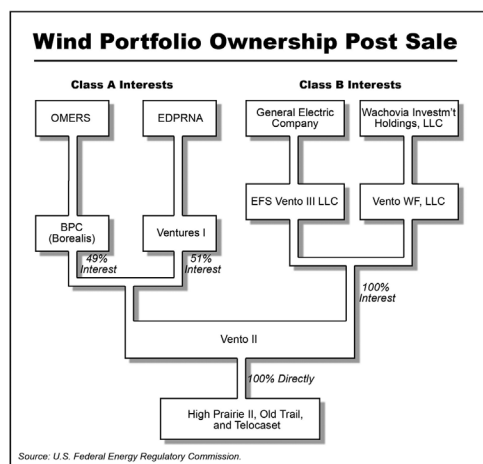 Wind Portfolio Ownership Post Sale
Class A Interests
Class B Interests
OMERS
EDPRNA
General Electric
Company
Wachovia Investm't
Holdings, LLC
BPC
(Borealis)
Ventures I
EFS Vento III LLC
Vento WF, LLC
49%
Interest
51%
Interest
100%
Interest
Vento II
100% Directly
High Prairie II, Old Trail,
and Telocaset
Source: U.S. Federal Energy Regulatory Commission.